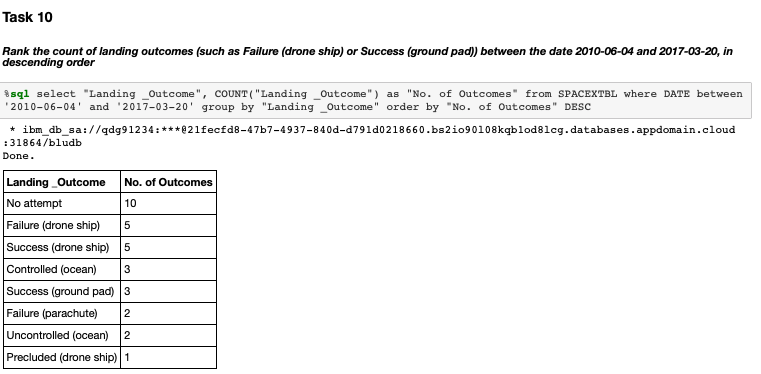 Task 10
Rank the count of landing outcomes (such as Failure (drone ship) or Success (ground pad)) between the date 2010-06-04 and 2017-03-20, in
descending order
%sql select "Landing _Outcome", COUNT("Landing _Outcome") as "No. of Outcomes" from SPACEXTBL where DATE between
'2010-06-04' and '2017-03-20' group by "Landing _Outcome" order by "No. of Outcomes" DESC
* ibm_db_sa://qdg91234:***@21fecfd8-47b7-4937-840d-d791d0218660.bs2io90l08kqb1od8lcg.databases.appdomain.cloud
:31864/bludb
Done.
Landing _Outcome No. of Outcomes
No attempt 10
Failure (drone ship) 5
Success (drone ship) 5
Controlled (ocean) 3
Success (ground pad) 3
Failure (parachute) 2
Uncontrolled (ocean) 2
Precluded (drone ship) 1